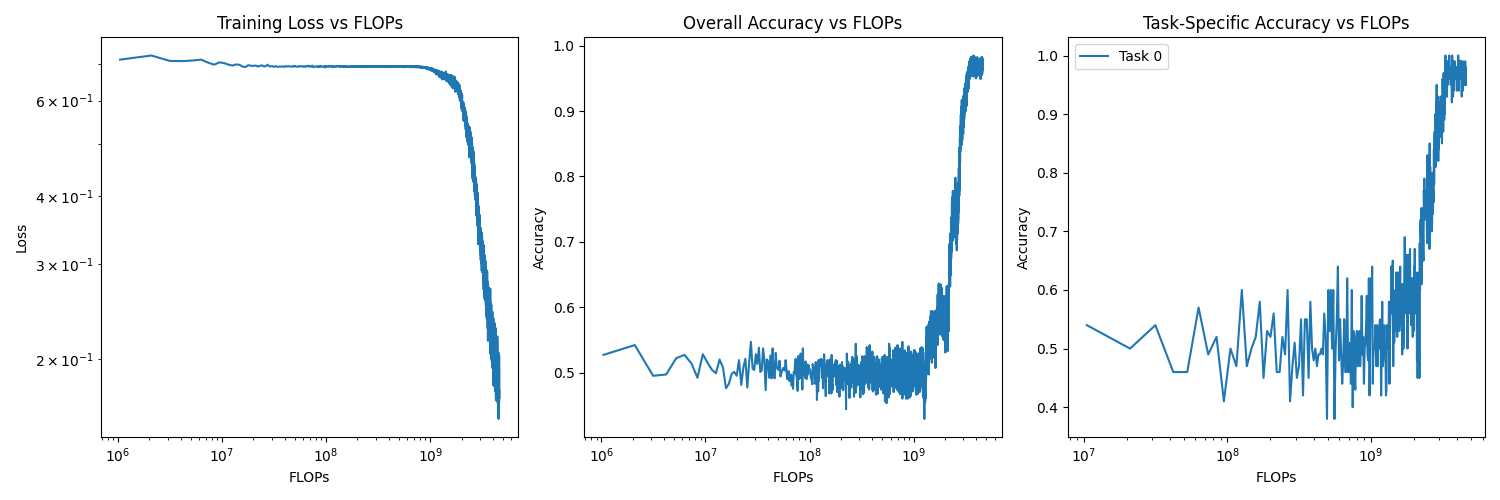 Training Loss vs FLOPs
Loss
6 × 10⁻¹
4 × 10⁻¹
3 × 10⁻¹
2 × 10⁻¹
10⁶ 10⁷ 10⁸ 10⁹
FLOPs
Overall Accuracy vs FLOPs
Accuracy
1.0
0.9
0.8
0.7
0.6
0.5
10⁶ 10⁷ 10⁸ 10⁹
FLOPs
Task-Specific Accuracy vs FLOPs
Task 0
Accuracy
1.0
0.9
0.8
0.7
0.6
0.5
0.4
10⁷ 10⁸ 10⁹
FLOPs